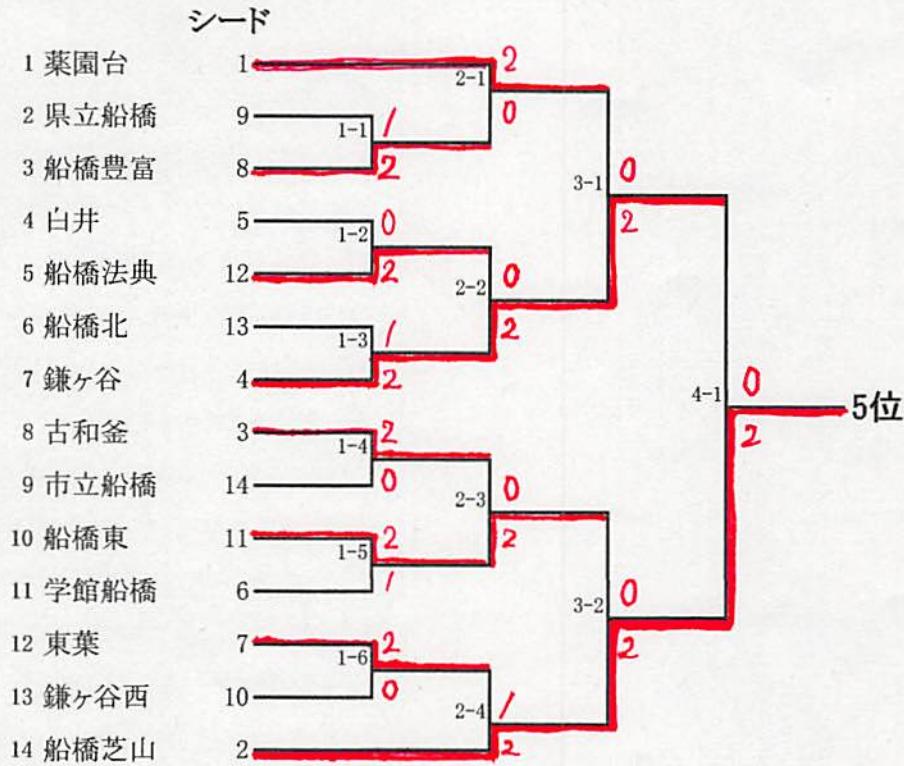 シード
1 薬園台 1
2 県立船橋 9
3 船橋豊富 8
4 白井 5
5 船橋法典 12
6 船橋北 13
7 鎌ヶ谷 4
8 古和釜 3
9 市立船橋 14
10 船橋東 11
11 学館船橋 6
12 東葉 7
13 鎌ヶ谷西 10
14 船橋芝山 2
1-1 1 2
1-2 0 2
1-3 1 2
1-4 2 0
1-5 2 1
1-6 2 0
2-1 2 0
2-2 0 2
2-3 0 2
2-4 1 2
3-1 0 2
3-2 0 2
4-1 0 2
5位